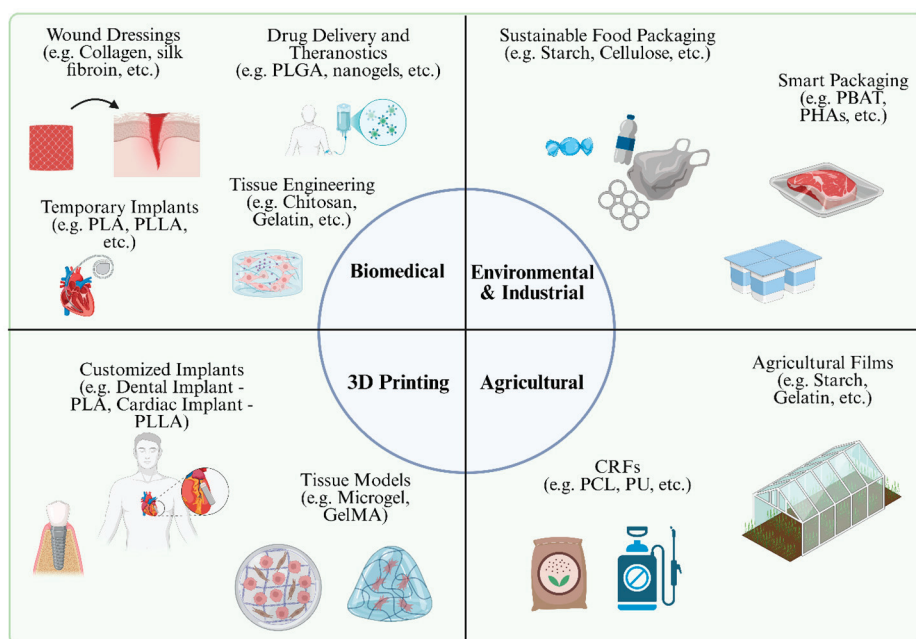 Wound Dressings
(e.g. Collagen, silk
fibroin, etc.)
Drug Delivery and
Theranostics
(e.g. PLGA, nanogels, etc.)
Temporary Implants
(e.g. PLA, PLLA,
etc.)
Tissue Engineering
(e.g. Chitosan,
Gelatin, etc.)
Biomedical
Sustainable Food Packaging
(e.g. Starch, Cellulose, etc.)
Smart Packaging
(e.g. PBAT,
PHAs, etc.)
Environmental
& Industrial
Customized Implants
(e.g. Dental Implant -
PLA, Cardiac Implant -
PLLA)
3D Printing
Tissue Models
(e.g. Microgel,
GelMA)
Agricultural
CRFs
(e.g. PCL, PU, etc.)
Agricultural Films
(e.g. Starch,
Gelatin, etc.)